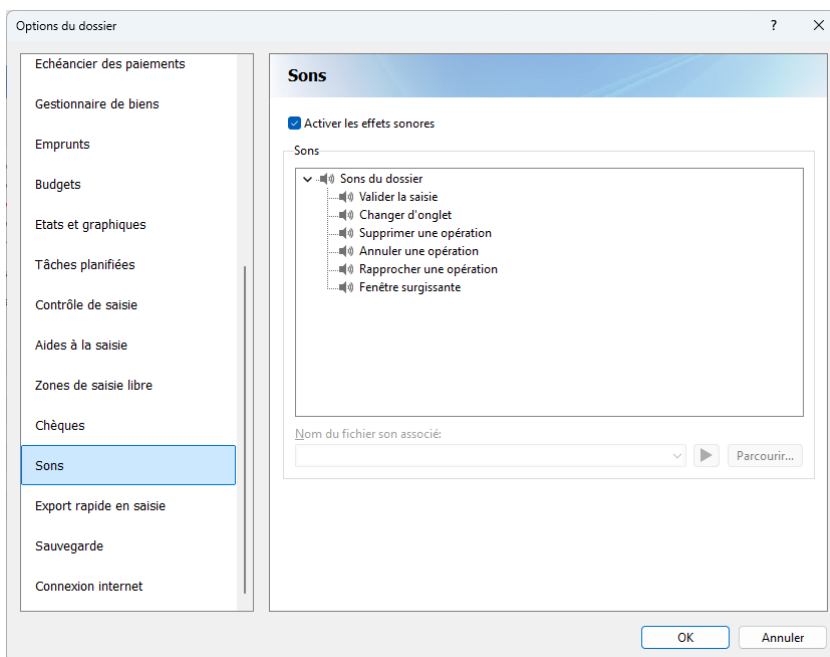 Options du dossier
?
Echéancier des paiements
Gestionnaire de biens
Emprunts
Budgets
Etats et graphiques
Tâches planifiées
Contrôle de saisie
Aides à la saisie
Zones de saisie libre
Chèques
Sons
Export rapide en saisie
Sauvegarde
Connexion internet
Sons
Activer les effets sonores
Sons
Sons du dossier
Valider la saisie
Changer d'onglet
Supprimer une opération
Annuler une opération
Rapprocher une opération
Fenêtre surgissante
Nom du fichier son associé:
Parcourir...
OK
Annuler